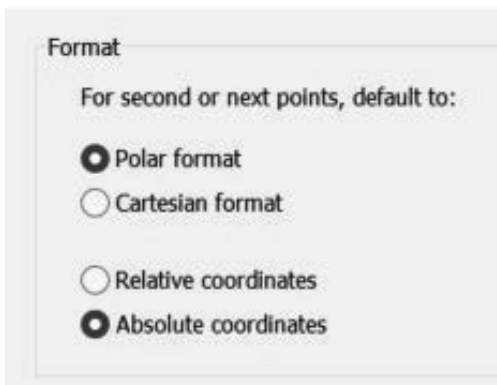 Format
For second or next points, default to:
Polar format
Cartesian format
Relative coordinates
Absolute coordinates